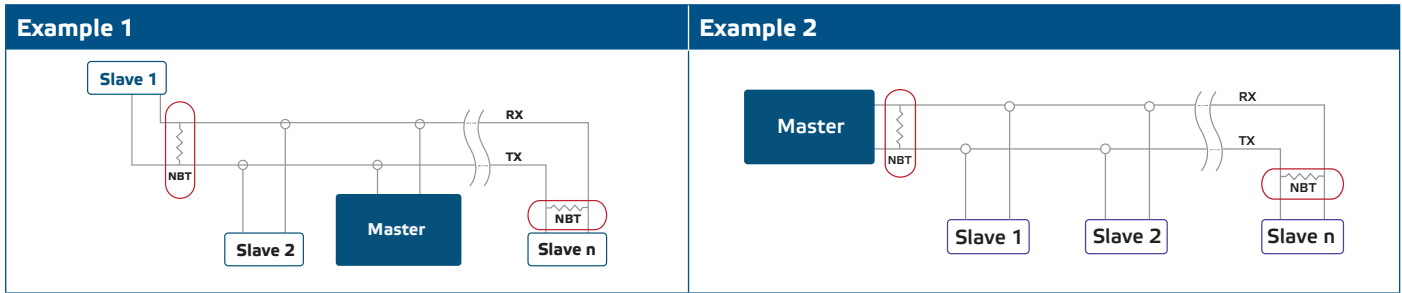 Example 1
Slave 1
RX
TX
NBT
NBT
Master
Slave 2
Slave n
Example 2
RX
Master
TX
NBT
NBT
Slave 1
Slave 2
Slave n